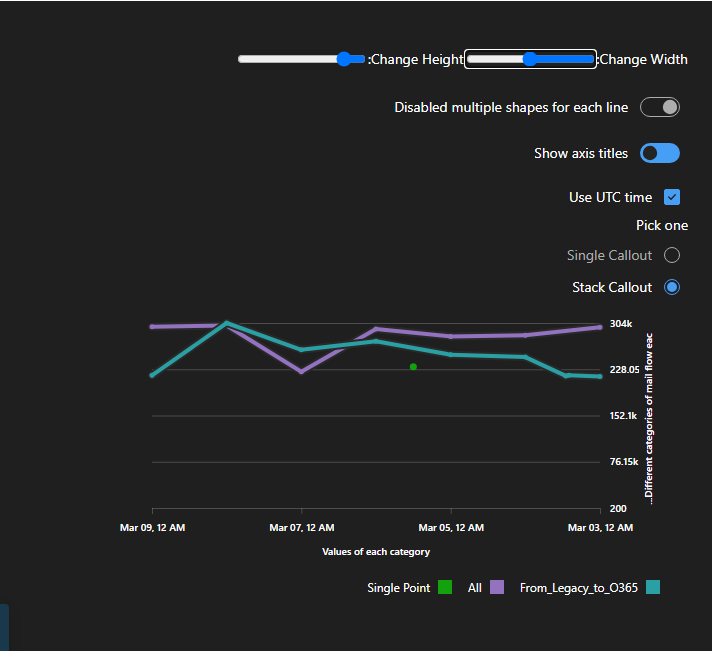 :Change Height :Change Width
Disabled multiple shapes for each line
Show axis titles
Use UTC time
Pick one
Single Callout
Stack Callout
304k
228.05
152.1k
76.15k
200
...Different categories of mail flow eac
Mar 09, 12 AM Mar 07, 12 AM Mar 05, 12 AM Mar 03, 12 AM
Values of each category
Single Point All From_Legacy_to_O365